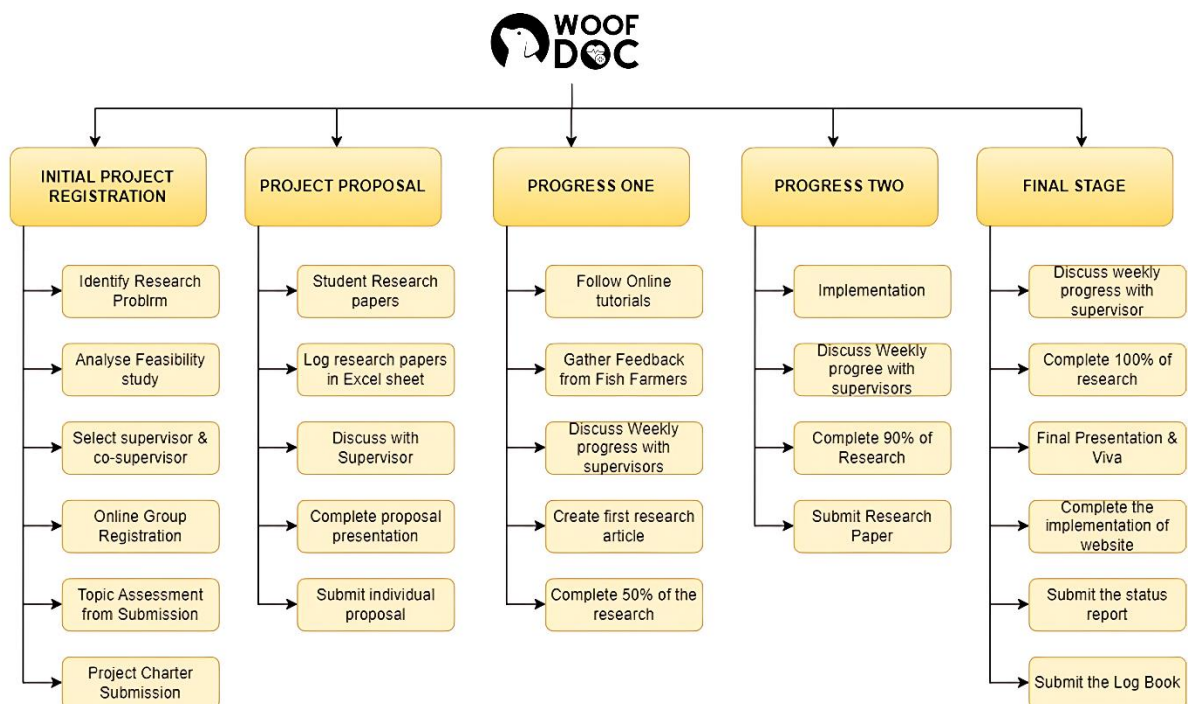 WOOF
DOC
INITIAL PROJECT
REGISTRATION
Identify Research
Problrm
Analyse Feasibility
study
Select supervisor &
co-supervisor
Online Group
Registration
Topic Assessment
from Submission
Project Charter
Submission
PROJECT PROPOSAL
Student Research
papers
Log research papers
in Excel sheet
Discuss with
Supervisor
Complete proposal
presentation
Submit individual
proposal
PROGRESS ONE
Follow Online
tutorials
Gather Feedback
from Fish Farmers
Discuss Weekly
progress with
supervisors
Create first research
article
Complete 50% of the
research
PROGRESS TWO
Implementation
Discuss Weekly
progree with
supervisors
Complete 90% of
Research
Submit Research
Paper
FINAL STAGE
Discuss weekly
progress with
supervisor
Complete 100% of
research
Final Presentation &
Viva
Complete the
implementation of
website
Submit the status
report
Submit the Log Book